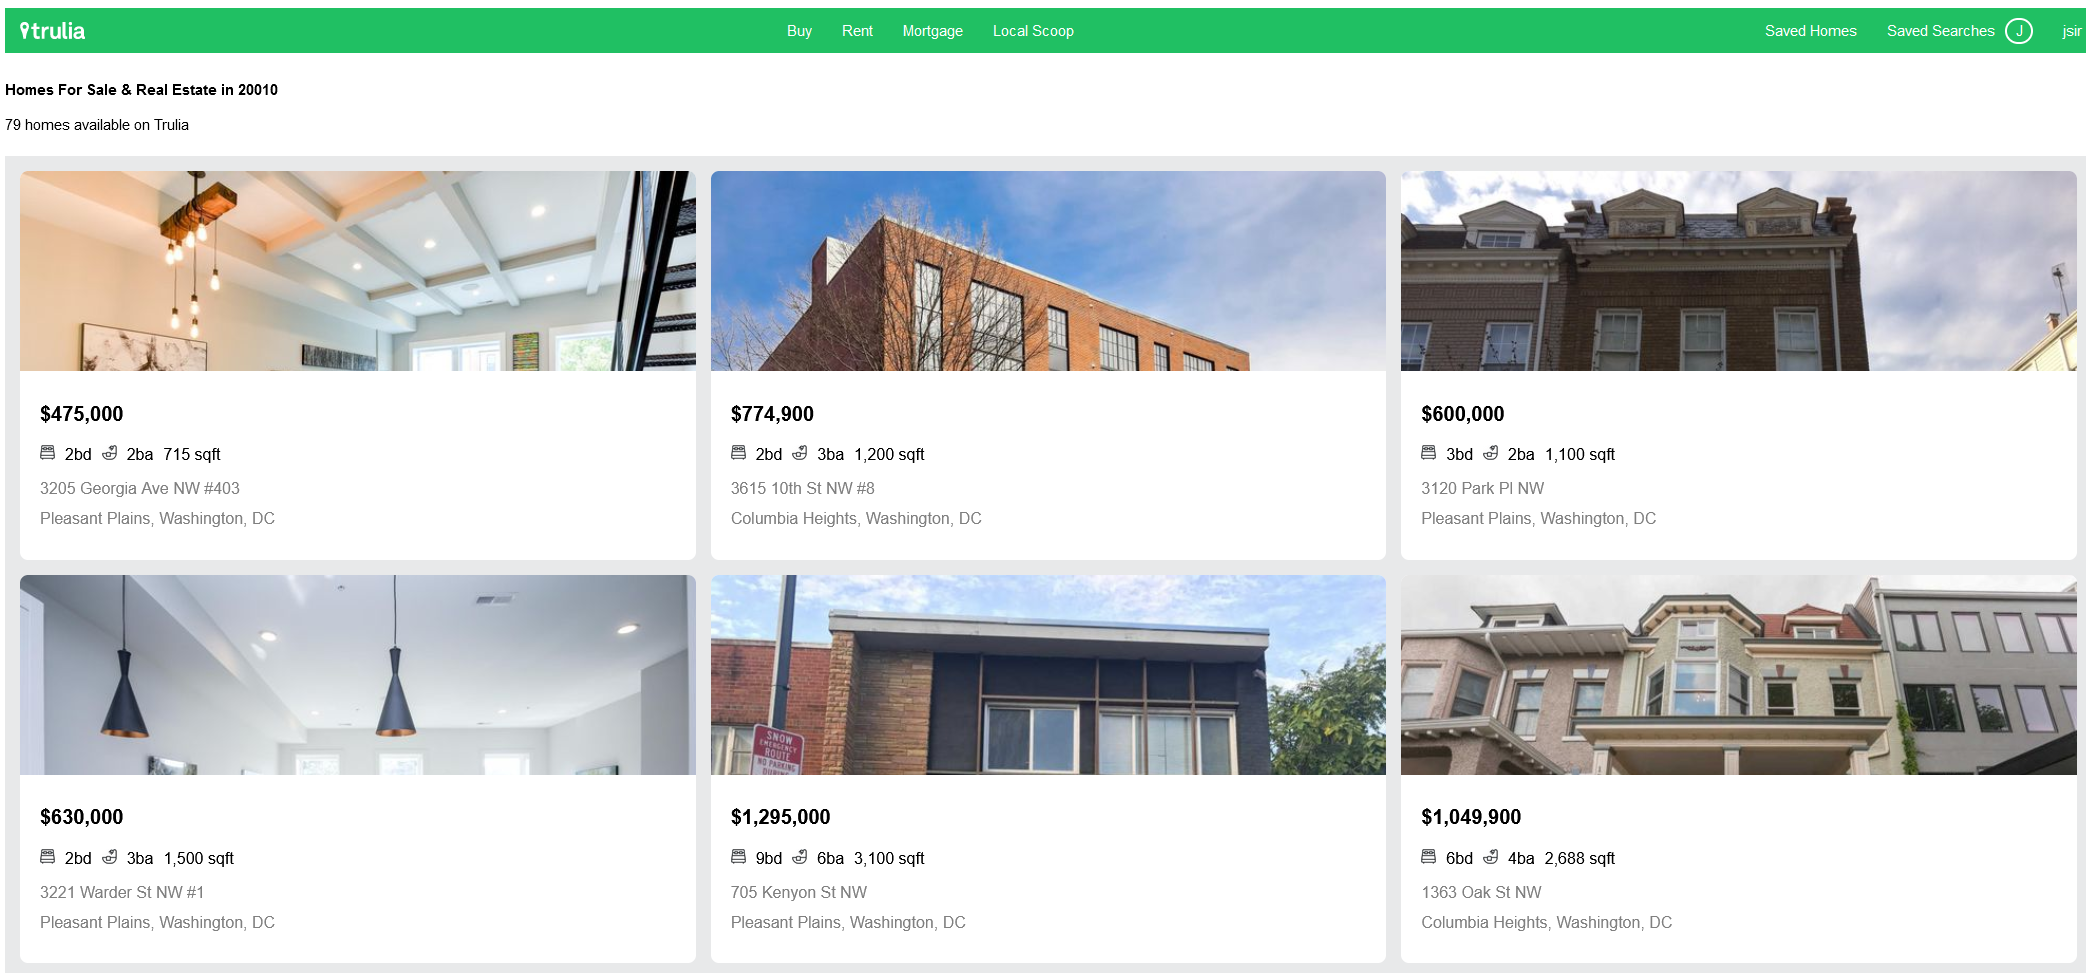 trulia
Buy Rent Mortgage Local Scoop
Saved Homes Saved Searches J jsir
Homes For Sale & Real Estate in 20010
79 homes available on Trulia
$475,000
2bd 2ba 715 sqft
3205 Georgia Ave NW #403
Pleasant Plains, Washington, DC
$774,900
2bd 3ba 1,200 sqft
3615 10th St NW #8
Columbia Heights, Washington, DC
$600,000
3bd 2ba 1,100 sqft
3120 Park Pl NW
Pleasant Plains, Washington, DC
$630,000
2bd 3ba 1,500 sqft
3221 Warder St NW #1
Pleasant Plains, Washington, DC
SNOW
EMERGENCY
ROUTE
NO PARKING
DURING
$1,295,000
9bd 6ba 3,100 sqft
705 Kenyon St NW
Pleasant Plains, Washington, DC
$1,049,900
6bd 4ba 2,688 sqft
1363 Oak St NW
Columbia Heights, Washington, DC